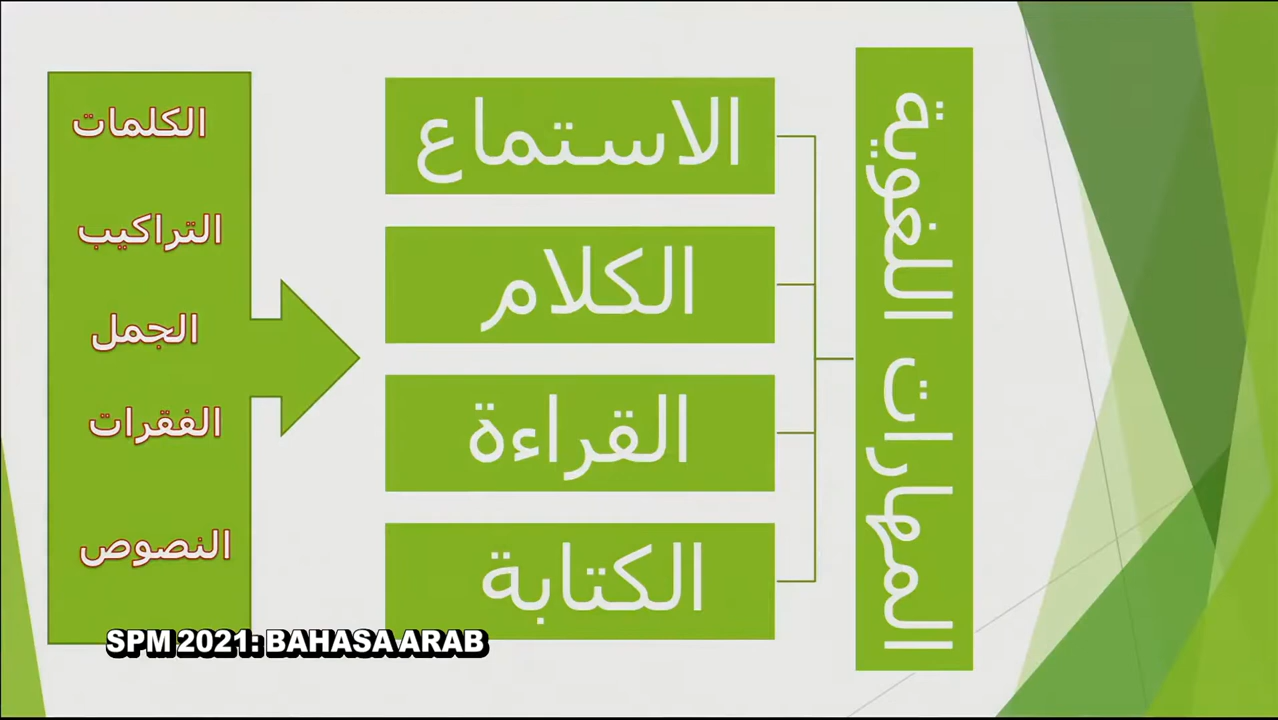 المهارات اللغوية
الاستماع
الكلام
القراءة
الكتابة
الكلمات
التراكيب
الجمل
الفقرات
النصوص
SPM 2021: BAHASA ARAB